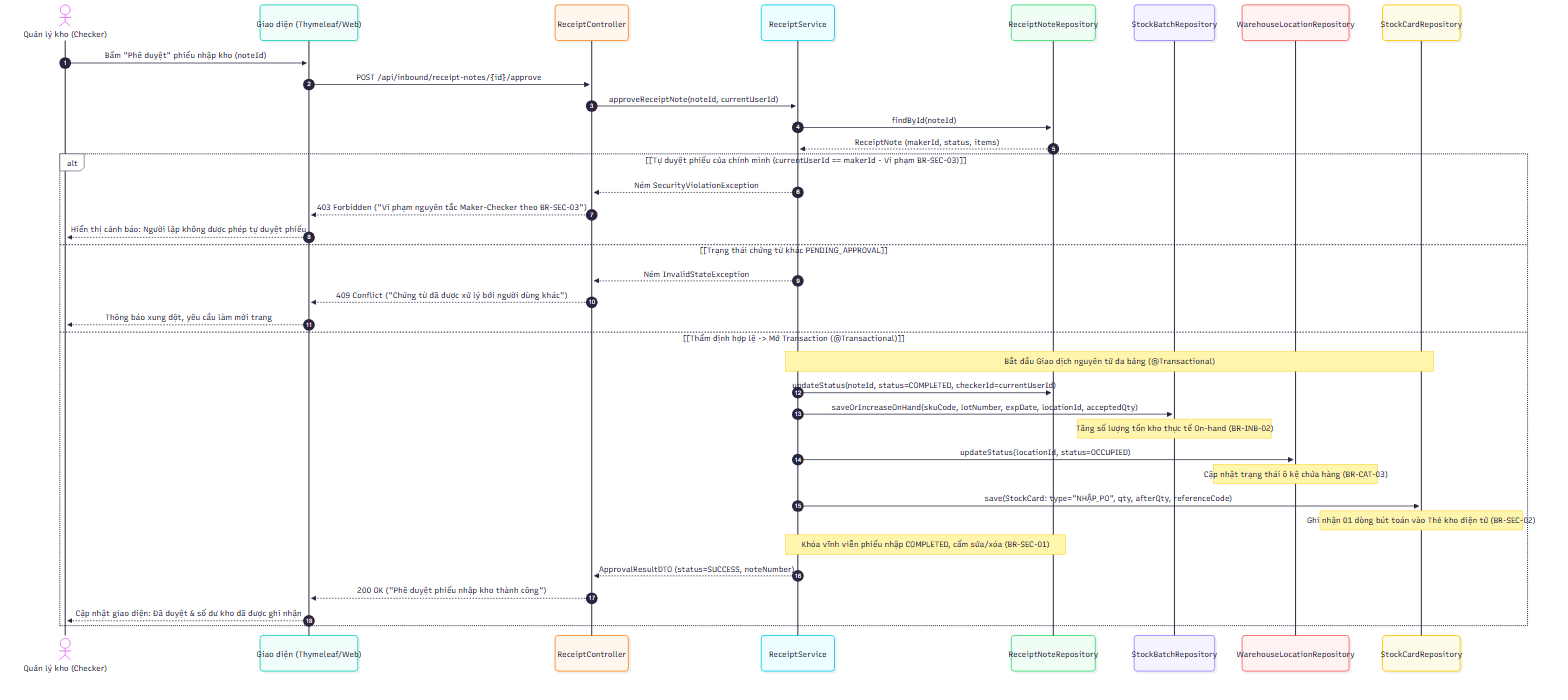 Quản lý kho (Checker)
Giao diện (Thymeleaf/Web)
ReceiptController
ReceiptService
ReceiptNoteRepository
StockBatchRepository
WarehouseLocationRepository
StockCardRepository
1
Bấm "Phê duyệt" phiếu nhập kho (noteId)
2
POST /api/inbound/receipt-notes/{id}/approve
3
approveReceiptNote(noteId, currentUserId)
4
findById(noteId)
ReceiptNote (makerId, status, items)
5
alt
[[Tự duyệt phiếu của chính mình (currentUserId == makerId - Vi phạm BR-SEC-03)]]
Ném SecurityViolationException
6
403 Forbidden ("Vi phạm nguyên tắc Maker-Checker theo BR-SEC-03")
7
Hiển thị cảnh báo: Người lập không được phép tự duyệt phiếu
8
[[Trạng thái chứng từ khác PENDING_APPROVAL]]
Ném InvalidStateException
9
409 Conflict ("Chứng từ đã được xử lý bởi người dùng khác")
10
Thông báo xung đột, yêu cầu làm mới trang
11
[[Thẩm định hợp lệ -> Mở Transaction (@Transactional)]]
Bắt đầu Giao dịch nguyên tử đa bảng (@Transactional)
updateStatus(noteId, status=COMPLETED, checkerId=currentUserId)
12
saveOrIncreaseOnHand(skuCode, lotNumber, expDate, locationId, acceptedQty)
13
Tăng số lượng tồn kho thực tế On-hand (BR-INB-02)
updateStatus(locationId, status=OCCUPIED)
14
Cập nhật trạng thái ô kệ chứa hàng (BR-CAT-03)
save(StockCard: type="NHẬP_PO", qty, afterQty, referenceCode)
15
Ghi nhận 01 dòng bút toán vào Thẻ kho điện tử (BR-SEC-02)
Khóa vĩnh viễn phiếu nhập COMPLETED, cấm sửa/xóa (BR-SEC-01)
ApprovalResultDTO (status=SUCCESS, noteNumber)
16
200 OK ("Phê duyệt phiếu nhập kho thành công")
17
Cập nhật giao diện: Đã duyệt & số dư kho đã được ghi nhận
18
Quản lý kho (Checker)
Giao diện (Thymeleaf/Web)
ReceiptController
ReceiptService
ReceiptNoteRepository
StockBatchRepository
WarehouseLocationRepository
StockCardRepository